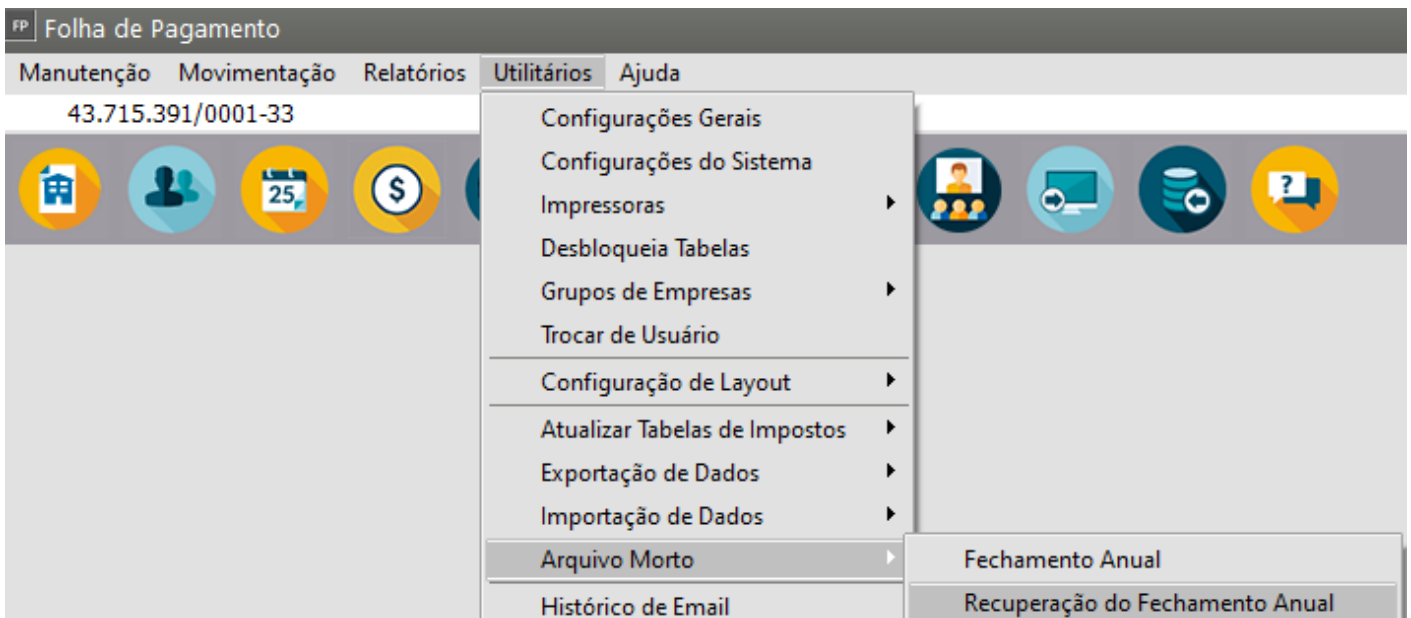 FP Folha de Pagamento
Manutenção Movimentação Relatórios Utilitários Ajuda
43.715.391/0001-33
25
$
?
Configurações Gerais
Configurações do Sistema
Impressoras
Desbloqueia Tabelas
Grupos de Empresas
Trocar de Usuário
Configuração de Layout
Atualizar Tabelas de Impostos
Exportação de Dados
Importação de Dados
Arquivo Morto
Fechamento Anual
Histórico de Email
Recuperação do Fechamento Anual